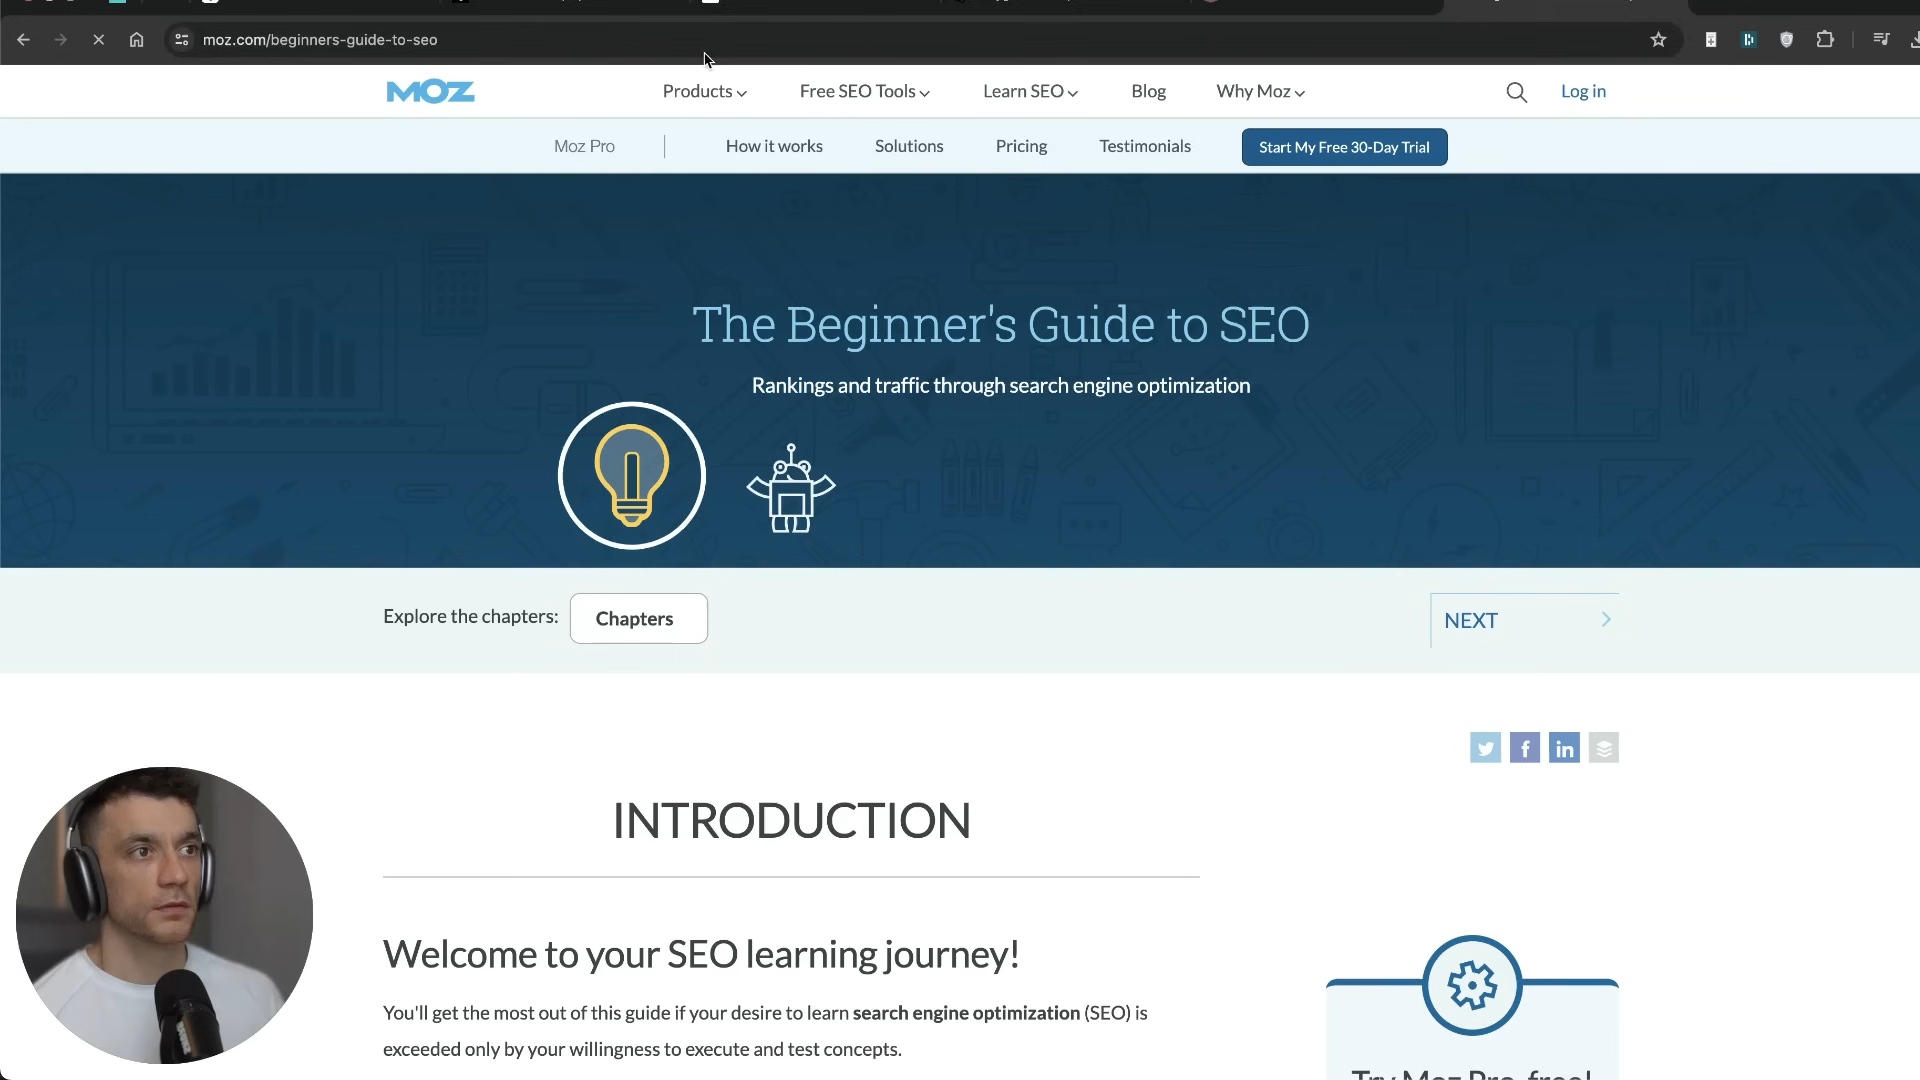 moz.com/beginners-guide-to-seo
MOZ
Products
Free SEO Tools
Learn SEO
Blog
Why Moz
Log in
Moz Pro
How it works
Solutions
Pricing
Testimonials
Start My Free 30-Day Trial
The Beginner's Guide to SEO
Rankings and traffic through search engine optimization
Explore the chapters:
Chapters
NEXT
INTRODUCTION
Welcome to your SEO learning journey!
You'll get the most out of this guide if your desire to learn search engine optimization (SEO) is
exceeded only by your willingness to execute and test concepts.
Try Moz Pro, free!